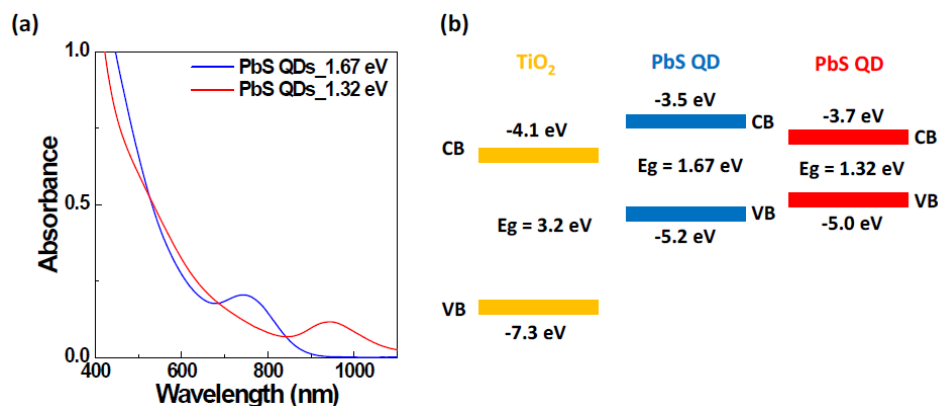 (a)
1.0
0.5
0.0
Absorbance
400
600
800
1000
Wavelength (nm)
PbS QDs_1.67 eV
PbS QDs_1.32 eV
(b)
TiO₂
-4.1 eV
CB
Eg = 3.2 eV
VB
-7.3 eV
PbS QD
-3.5 eV
CB
Eg = 1.67 eV
VB
-5.2 eV
PbS QD
-3.7 eV
CB
Eg = 1.32 eV
VB
-5.0 eV